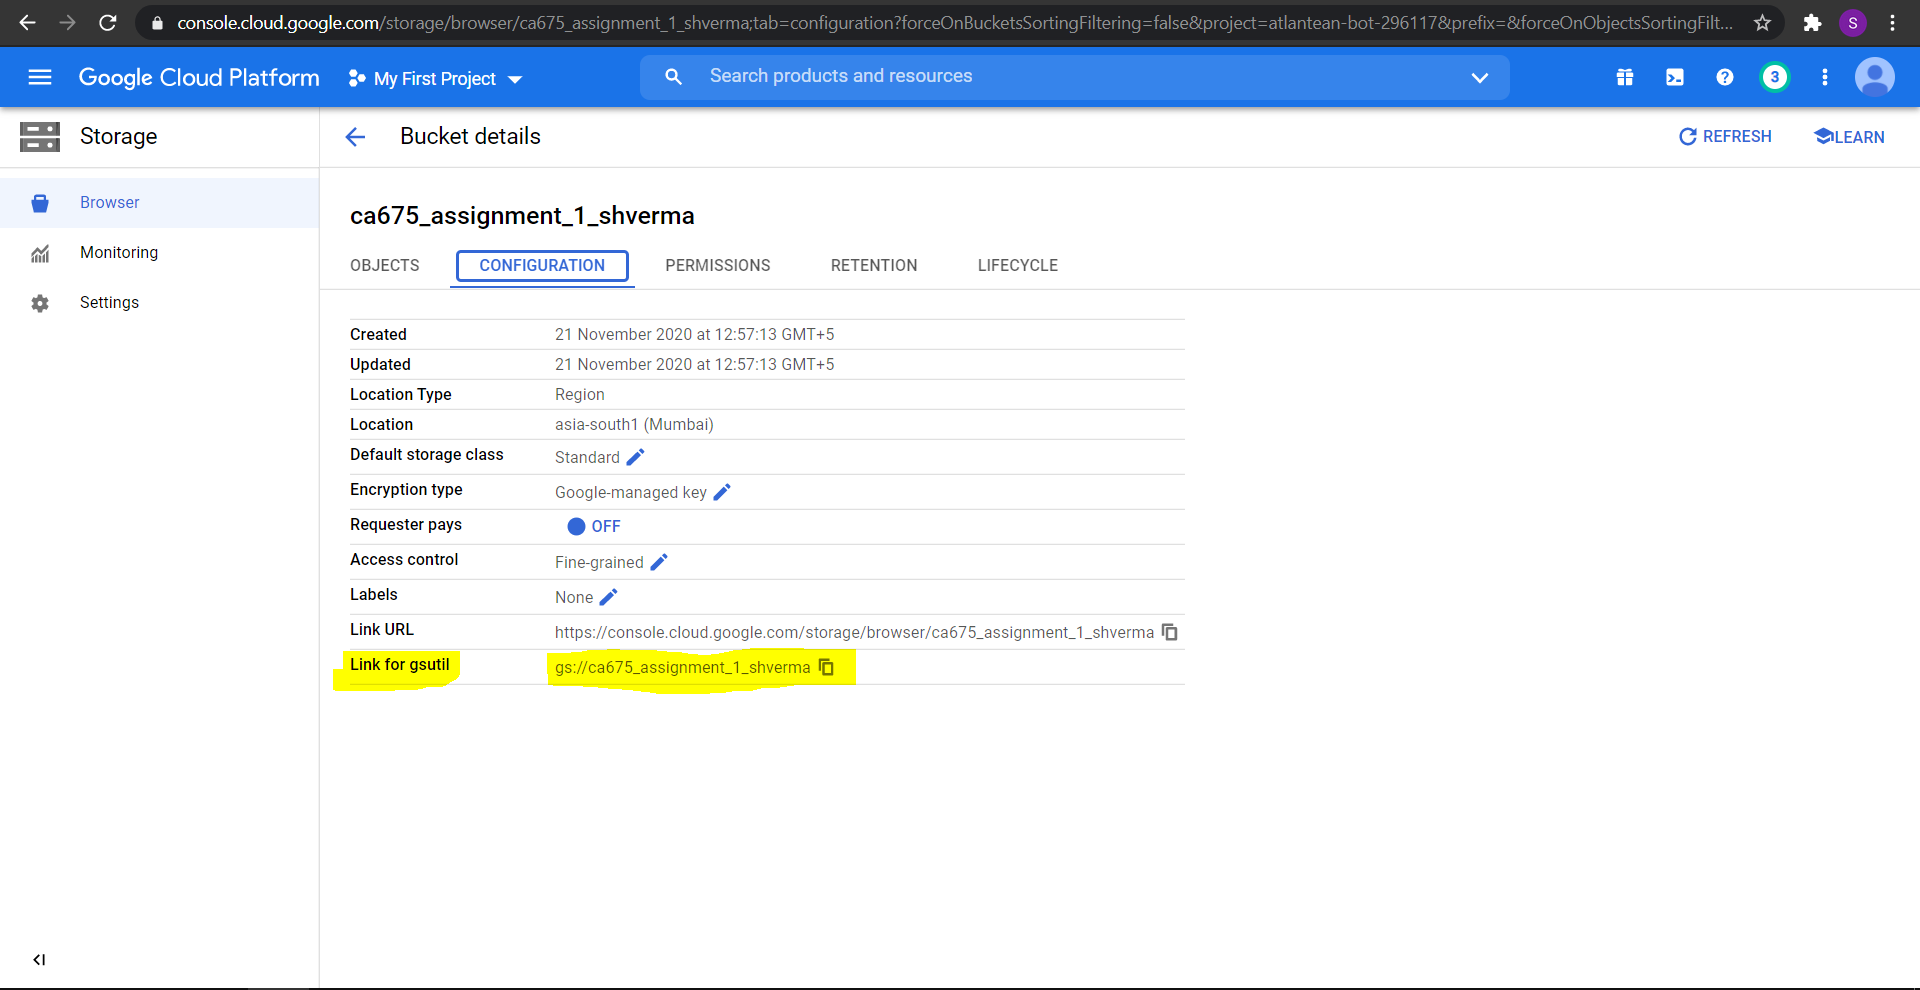 console.cloud.google.com/storage/browser/ca675_assignment_1_shverma;tab=configuration?forceOnBucketsSortingFiltering=false&project=atlantean-bot-296117&prefix=&forceOnObjectsSortingFilt...
S
Google Cloud Platform
My First Project
Search products and resources
3
Storage
Bucket details
REFRESH
LEARN
Browser
Monitoring
Settings
ca675_assignment_1_shverma
OBJECTS CONFIGURATION PERMISSIONS RETENTION LIFECYCLE
Created 21 November 2020 at 12:57:13 GMT+5
Updated 21 November 2020 at 12:57:13 GMT+5
Location Type Region
Location asia-south1 (Mumbai)
Default storage class Standard
Encryption type Google-managed key
Requester pays OFF
Access control Fine-grained
Labels None
Link URL https://console.cloud.google.com/storage/browser/ca675_assignment_1_shverma
Link for gsutil gs://ca675_assignment_1_shverma